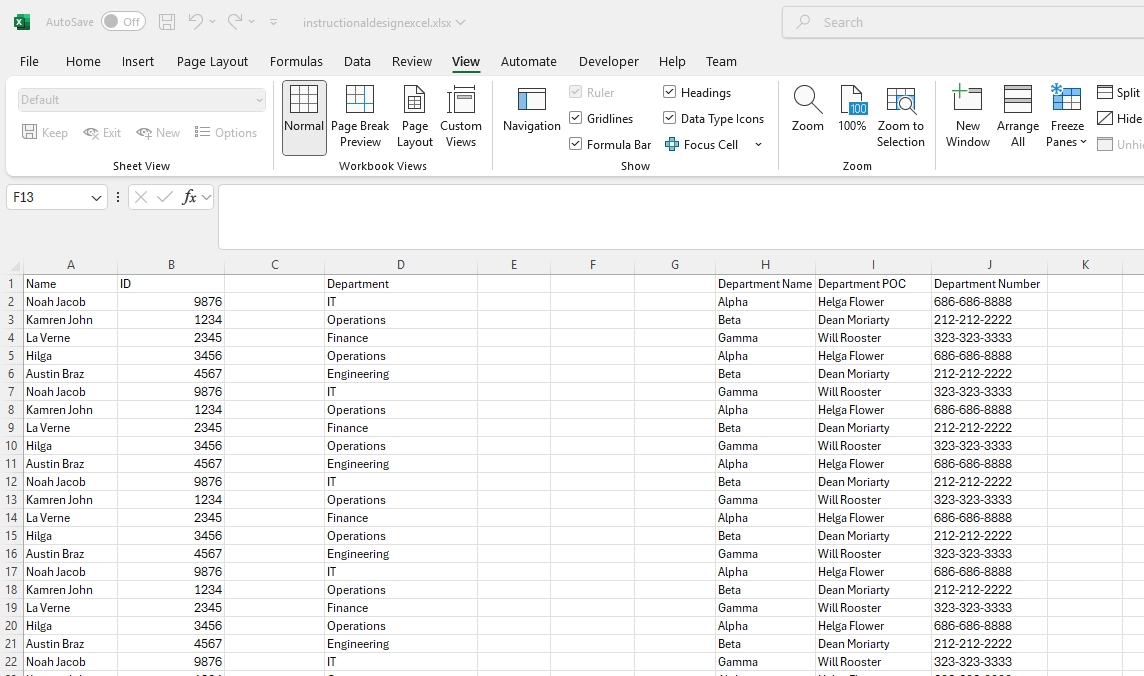 AutoSave Off instructionaldesignexcel.xlsx Search
File Home Insert Page Layout Formulas Data Review View Automate Developer Help Team
Default
Keep Exit New Options
Sheet View
Normal Page Break Preview Page Layout Custom Views
Workbook Views
Navigation
Ruler Headings
Gridlines Data Type Icons
Formula Bar Focus Cell
Show
Zoom 100 100% Zoom to Selection
Zoom
New Window Arrange All Freeze Panes
Split
Hide
Unhi
F13 fx
A B C D E F G H I J K
1 Name ID Department Department Name Department POC Department Number
2 Noah Jacob 9876 IT Alpha Helga Flower 686-686-8888
3 Kamren John 1234 Operations Beta Dean Moriarty 212-212-2222
4 La Verne 2345 Finance Gamma Will Rooster 323-323-3333
5 Hilga 3456 Operations Alpha Helga Flower 686-686-8888
6 Austin Braz 4567 Engineering Beta Dean Moriarty 212-212-2222
7 Noah Jacob 9876 IT Gamma Will Rooster 323-323-3333
8 Kamren John 1234 Operations Alpha Helga Flower 686-686-8888
9 La Verne 2345 Finance Beta Dean Moriarty 212-212-2222
10 Hilga 3456 Operations Gamma Will Rooster 323-323-3333
11 Austin Braz 4567 Engineering Alpha Helga Flower 686-686-8888
12 Noah Jacob 9876 IT Beta Dean Moriarty 212-212-2222
13 Kamren John 1234 Operations Gamma Will Rooster 323-323-3333
14 La Verne 2345 Finance Alpha Helga Flower 686-686-8888
15 Hilga 3456 Operations Beta Dean Moriarty 212-212-2222
16 Austin Braz 4567 Engineering Gamma Will Rooster 323-323-3333
17 Noah Jacob 9876 IT Alpha Helga Flower 686-686-8888
18 Kamren John 1234 Operations Beta Dean Moriarty 212-212-2222
19 La Verne 2345 Finance Gamma Will Rooster 323-323-3333
20 Hilga 3456 Operations Alpha Helga Flower 686-686-8888
21 Austin Braz 4567 Engineering Beta Dean Moriarty 212-212-2222
22 Noah Jacob 9876 IT Gamma Will Rooster 323-323-3333